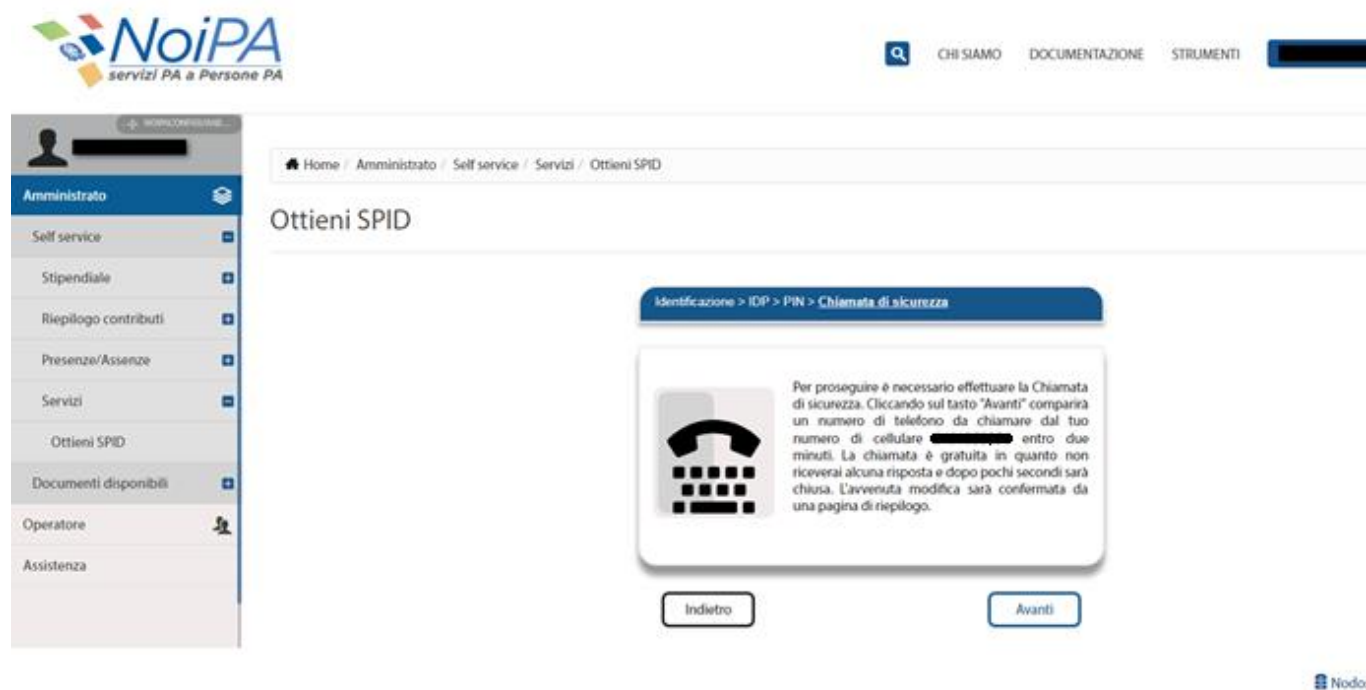 NoiPA
servizi PA a Persone PA
CHI SIAMO DOCUMENTAZIONE STRUMENTI
Home / Amministrato / Self service / Servizi / Ottieni SPID
Amministrato
Ottieni SPID
Self service
Stipendiale
Riepilogo contributi
Presenze/Assenze
Servizi
Ottieni SPID
Documenti disponibili
Operatore
Assistenza
Identificazione > IDP > PIN > Chiamata di sicurezza
Per proseguire è necessario effettuare la Chiamata
di sicurezza. Cliccando sul tasto "Avanti" comparirà
un numero di telefono da chiamare dal tuo
numero di cellulare entro due
minuti. La chiamata è gratuita in quanto non
riceverai alcuna risposta e dopo pochi secondi sarà
chiusa. L'avvenuta modifica sarà confermata da
una pagina di riepilogo.
Indietro
Avanti
Nodo